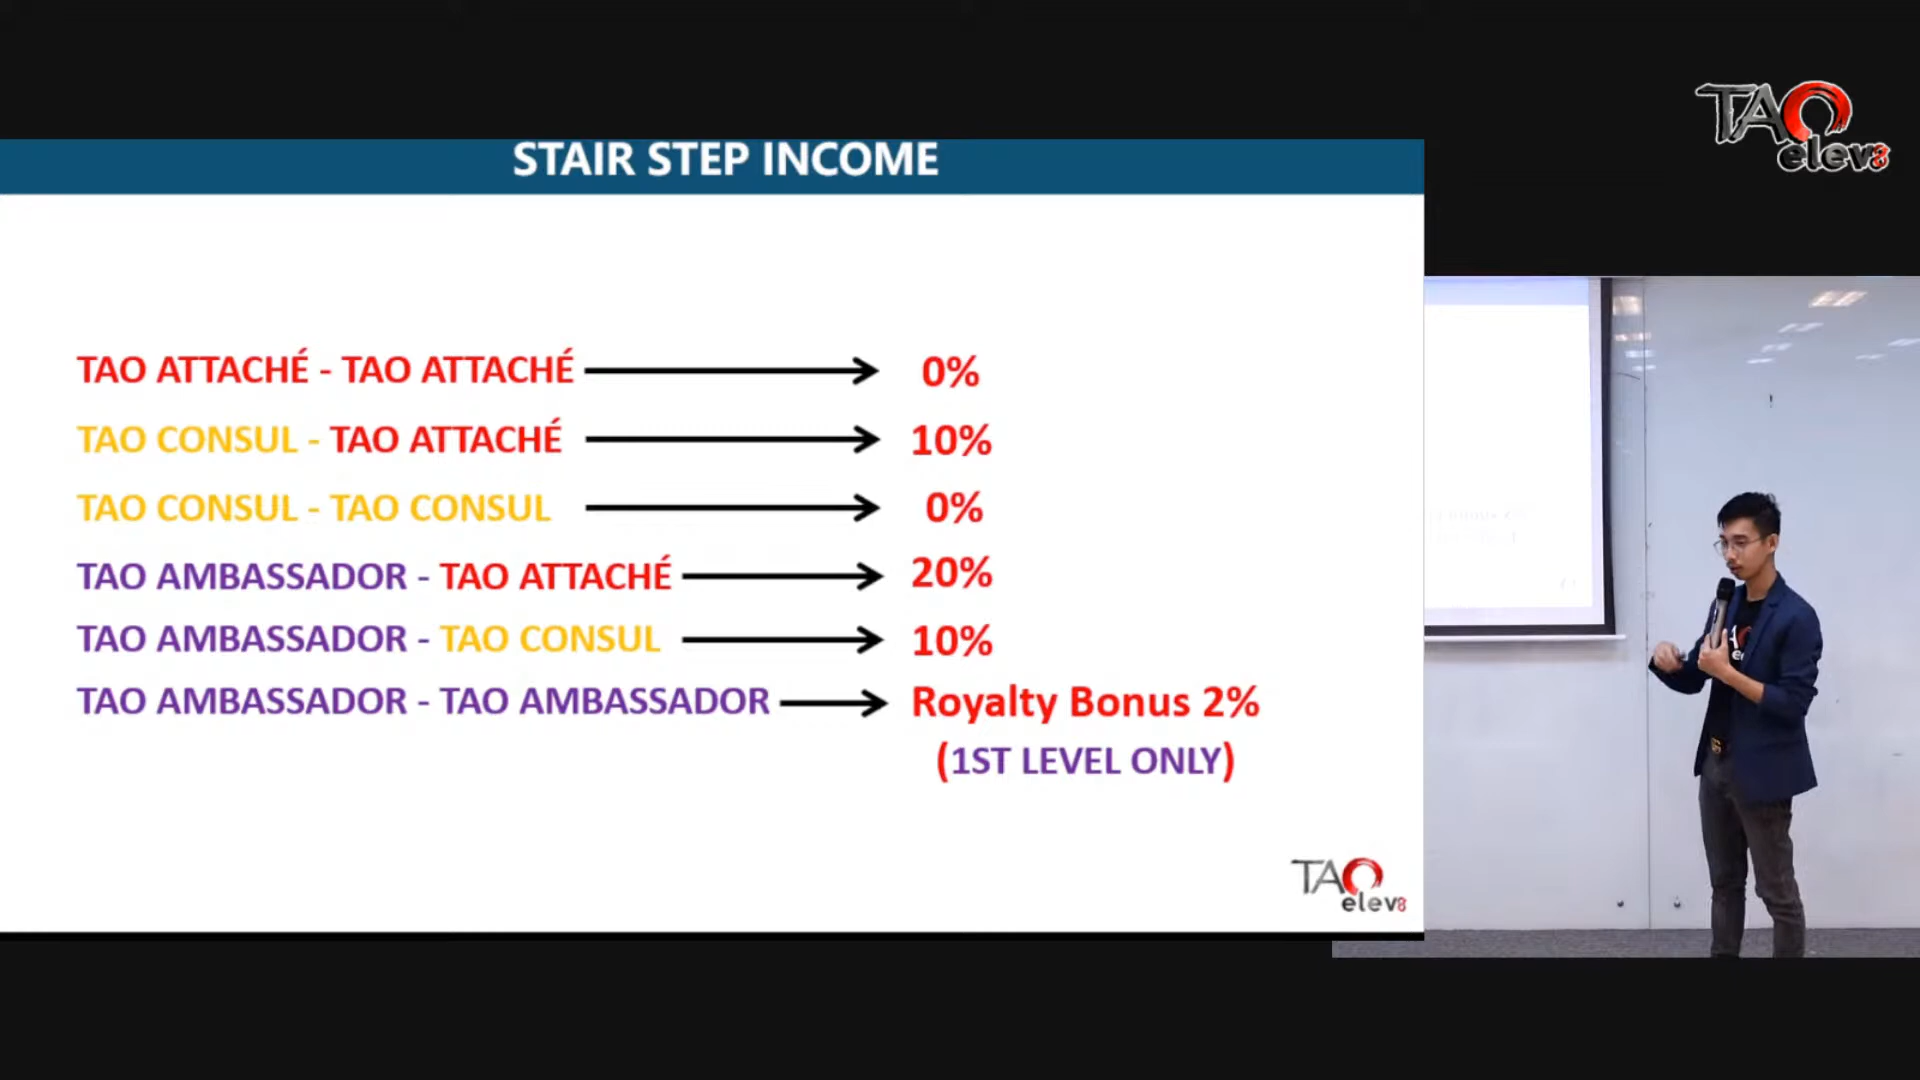 TAO
elev8
STAIR STEP INCOME
TAO ATTACHÉ - TAO ATTACHÉ 0%
TAO CONSUL - TAO ATTACHÉ 10%
TAO CONSUL - TAO CONSUL 0%
TAO AMBASSADOR - TAO ATTACHÉ 20%
TAO AMBASSADOR - TAO CONSUL 10%
TAO AMBASSADOR - TAO AMBASSADOR Royalty Bonus 2%
(1ST LEVEL ONLY)
TAO
elev8